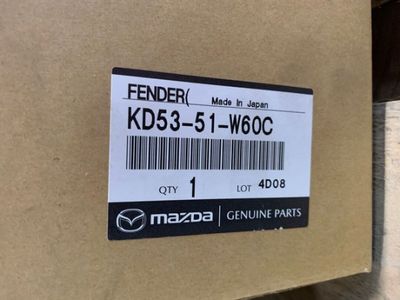 FENDER( Made In Japan
KD53-51-W60C
QTY 1 LOT 4D08
mazda GENUINE PARTS